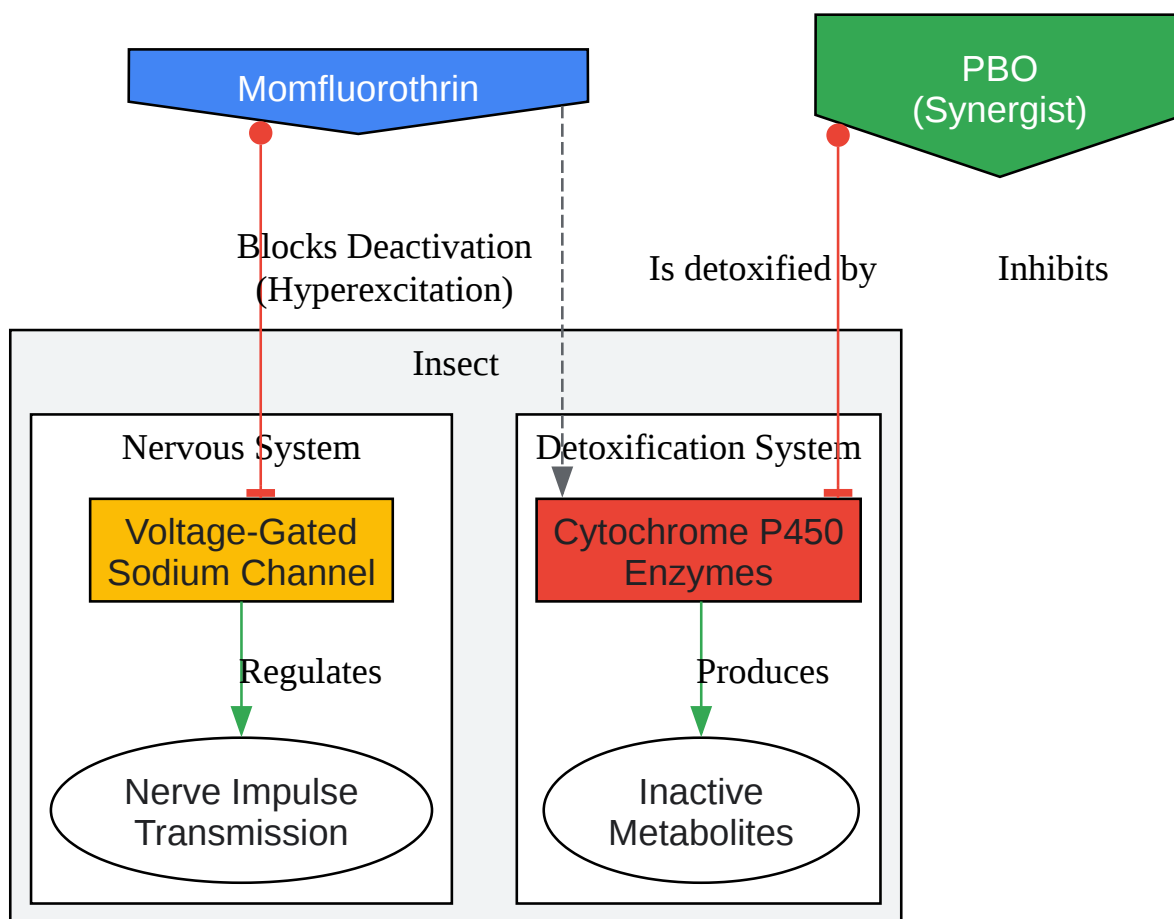 Momfluorothrin
PBO
(Synergist)
Blocks Deactivation
(Hyperexcitation)
Is detoxified by
Inhibits
Insect
Nervous System
Detoxification System
Voltage-Gated
Sodium Channel
Cytochrome P450
Enzymes
Regulates
Produces
Nerve Impulse
Transmission
Inactive
Metabolites